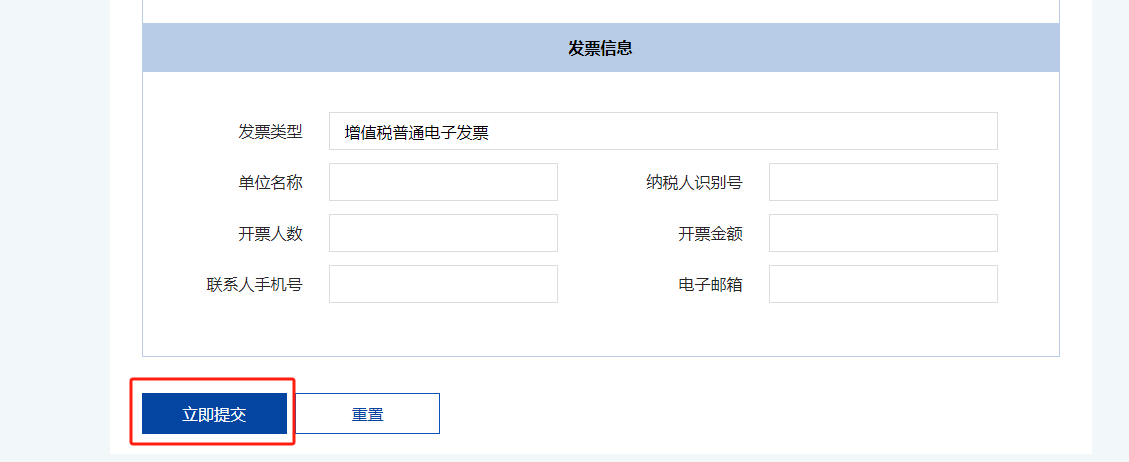 发票信息
发票类型 增值税普通电子发票
单位名称 纳税人识别号
开票人数 开票金额
联系人手机号 电子邮箱
立即提交 重置